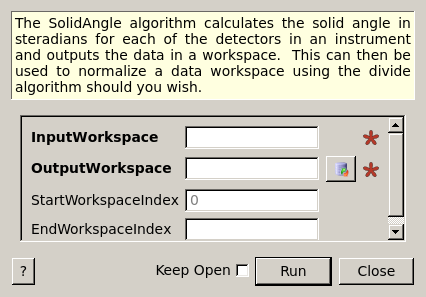 The SolidAngle algorithm calculates the solid angle in
steradians for each of the detectors in an instrument
and outputs the data in a workspace. This can then be
used to normalize a data workspace using the divide
algorithm should you wish.
InputWorkspace
OutputWorkspace
StartWorkspaceIndex 0
EndWorkspaceIndex
? Keep Open Run Close